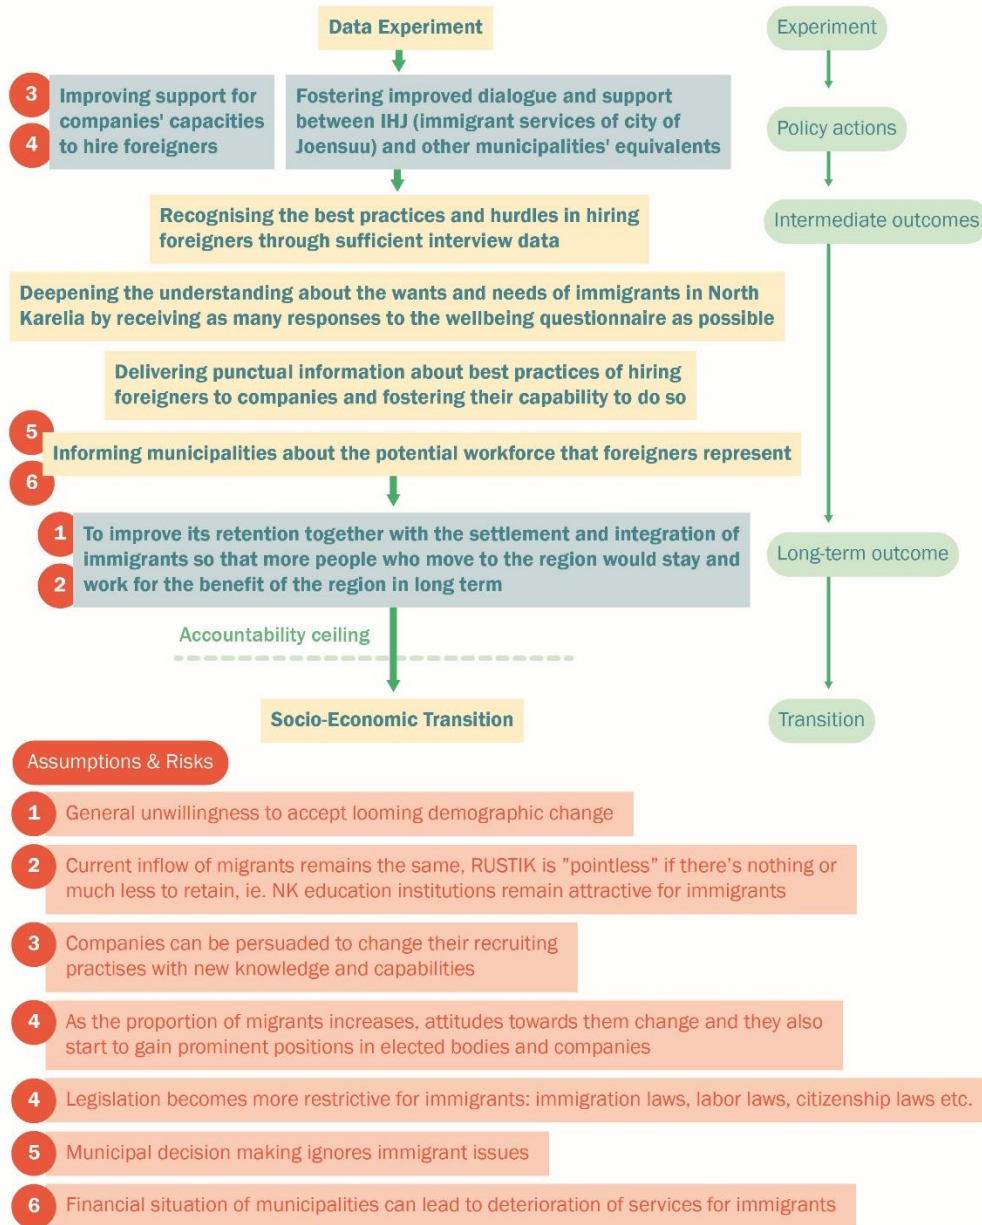 Data Experiment
Experiment
3
4
Improving support for
companies' capacities
to hire foreigners
Fostering improved dialogue and support
between IHJ (immigrant services of city of
Joensuu) and other municipalities' equivalents
Policy actions
Recognising the best practices and hurdles in hiring
foreigners through sufficient interview data
Intermediate outcomes
Deepening the understanding about the wants and needs of immigrants in North
Karelia by receiving as many responses to the wellbeing questionnaire as possible
Delivering punctual information about best practices of hiring
foreigners to companies and fostering their capability to do so
5
6
Informing municipalities about the potential workforce that foreigners represent
1
2
To improve its retention together with the settlement and integration of
immigrants so that more people who move to the region would stay and
work for the benefit of the region in long term
Long-term outcome
Accountability ceiling
Socio-Economic Transition
Transition
Assumptions & Risks
1 General unwillingness to accept looming demographic change
2 Current inflow of migrants remains the same, RUSTIK is ”pointless” if there's nothing or
much less to retain, ie. NK education institutions remain attractive for immigrants
3 Companies can be persuaded to change their recruiting
practises with new knowledge and capabilities
4 As the proportion of migrants increases, attitudes towards them change and they also
start to gain prominent positions in elected bodies and companies
4 Legislation becomes more restrictive for immigrants: immigration laws, labor laws, citizenship laws etc.
5 Municipal decision making ignores immigrant issues
6 Financial situation of municipalities can lead to deterioration of services for immigrants